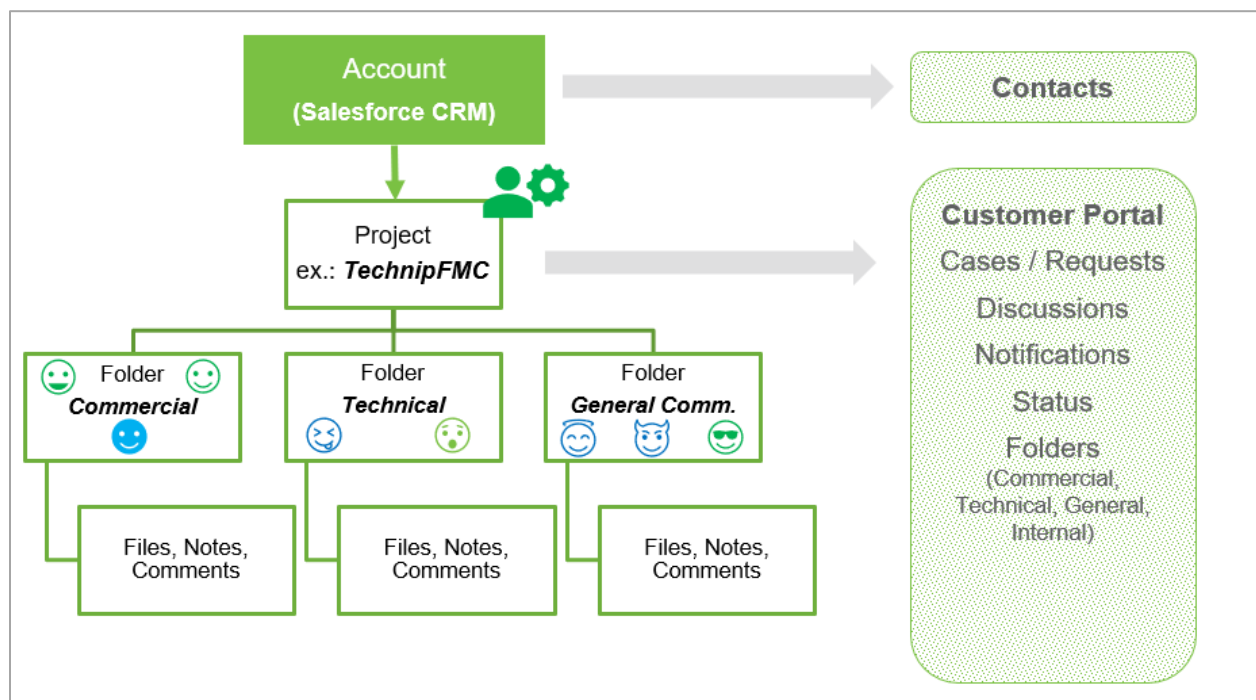 Account
(Salesforce CRM)
Contacts
Project
ex.: TechnipFMC
Customer Portal
Cases / Requests
Discussions
Notifications
Status
Folders
(Commercial,
Technical, General,
Internal)
Folder
Commercial
Folder
Technical
Folder
General Comm.
Files, Notes,
Comments
Files, Notes,
Comments
Files, Notes,
Comments